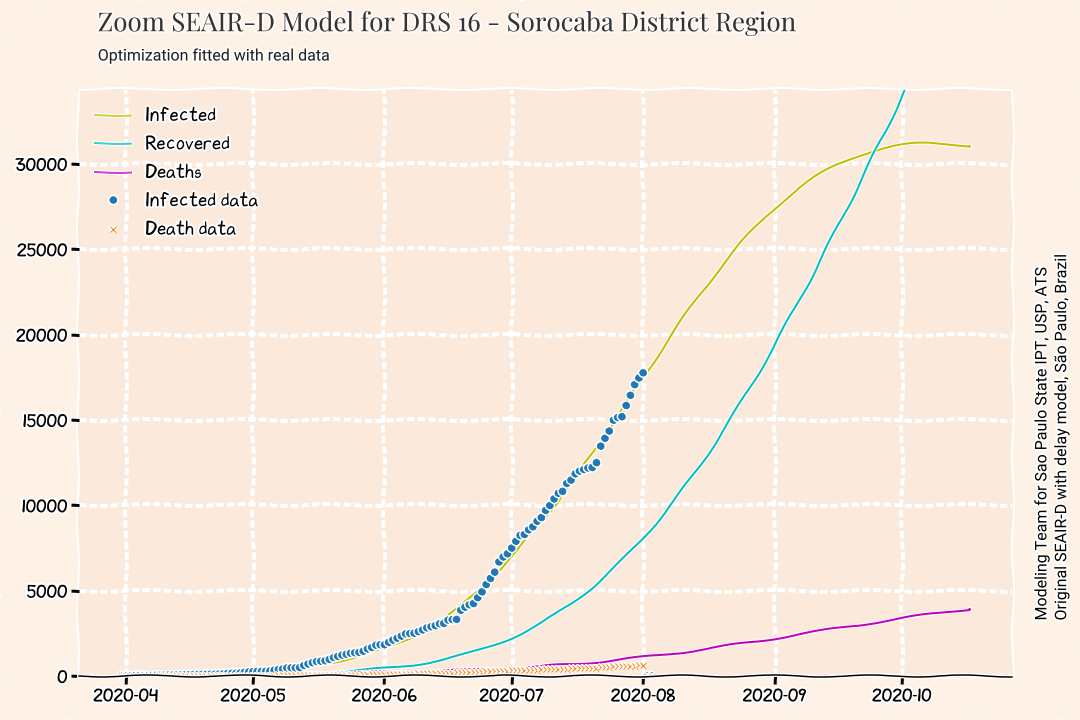 Zoom SEAIR-D Model for DRS 16 - Sorocaba District Region
Optimization fitted with real data
Infected
Recovered
Deaths
Infected data
Death data
30000
25000
20000
15000
10000
5000
0
2020-04
2020-05
2020-06
2020-07
2020-08
2020-09
2020-10
Modeling Team for Sao Paulo State IPT, USP, ATS
Original SEAIR-D with delay model, São Paulo, Brazil